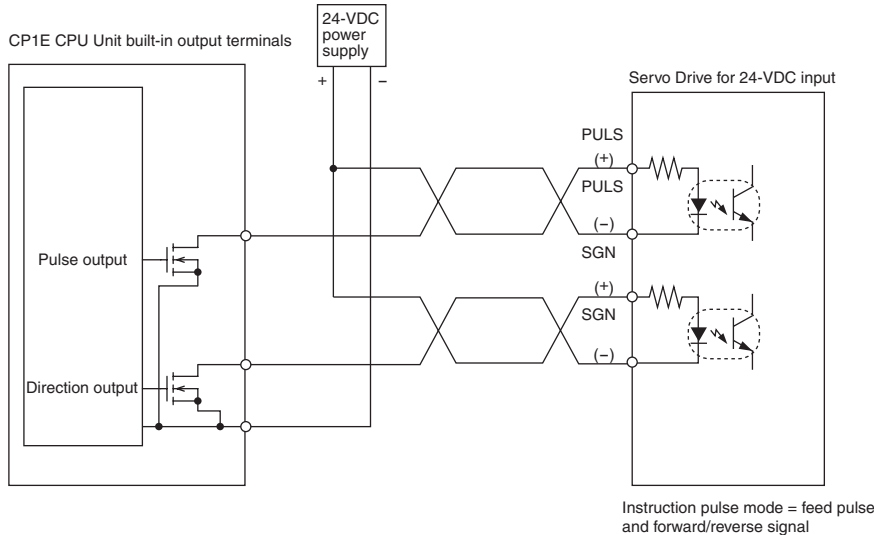 24-VDC
power
supply
CP1E CPU Unit built-in output terminals
+ −
Servo Drive for 24-VDC input
PULS
(+)
PULS
(−)
SGN
(+)
SGN
(−)
Pulse output
Direction output
Instruction pulse mode = feed pulse
and forward/reverse signal